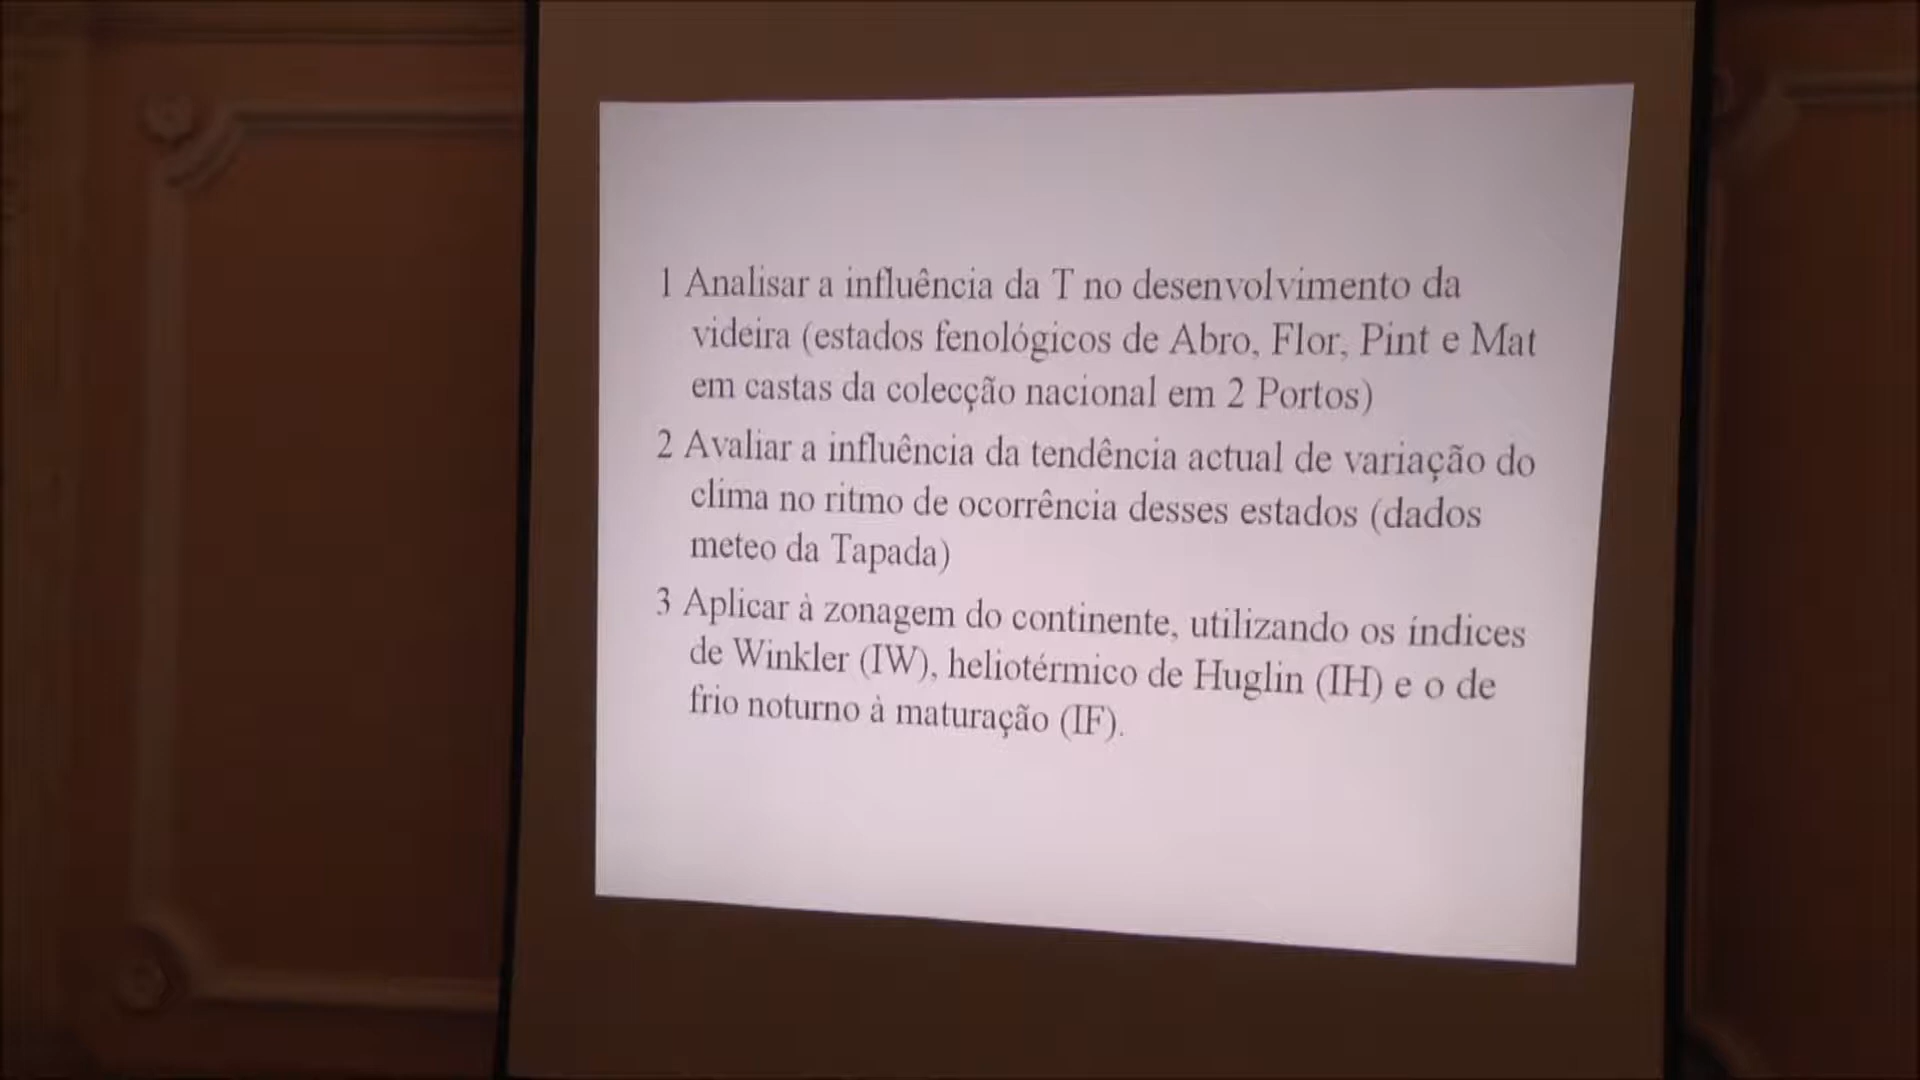 1 Analisar a influência da T no desenvolvimento da
videira (estados fenológicos de Abro, Flor, Pint e Mat
em castas da colecção nacional em 2 Portos)
2 Avaliar a influência da tendência actual de variação do
clima no ritmo de ocorrência desses estados (dados
meteo da Tapada)
3 Aplicar à zonagem do continente, utilizando os índices
de Winkler (IW), heliotérmico de Huglin (IH) e o de
frio noturno à maturação (IF).